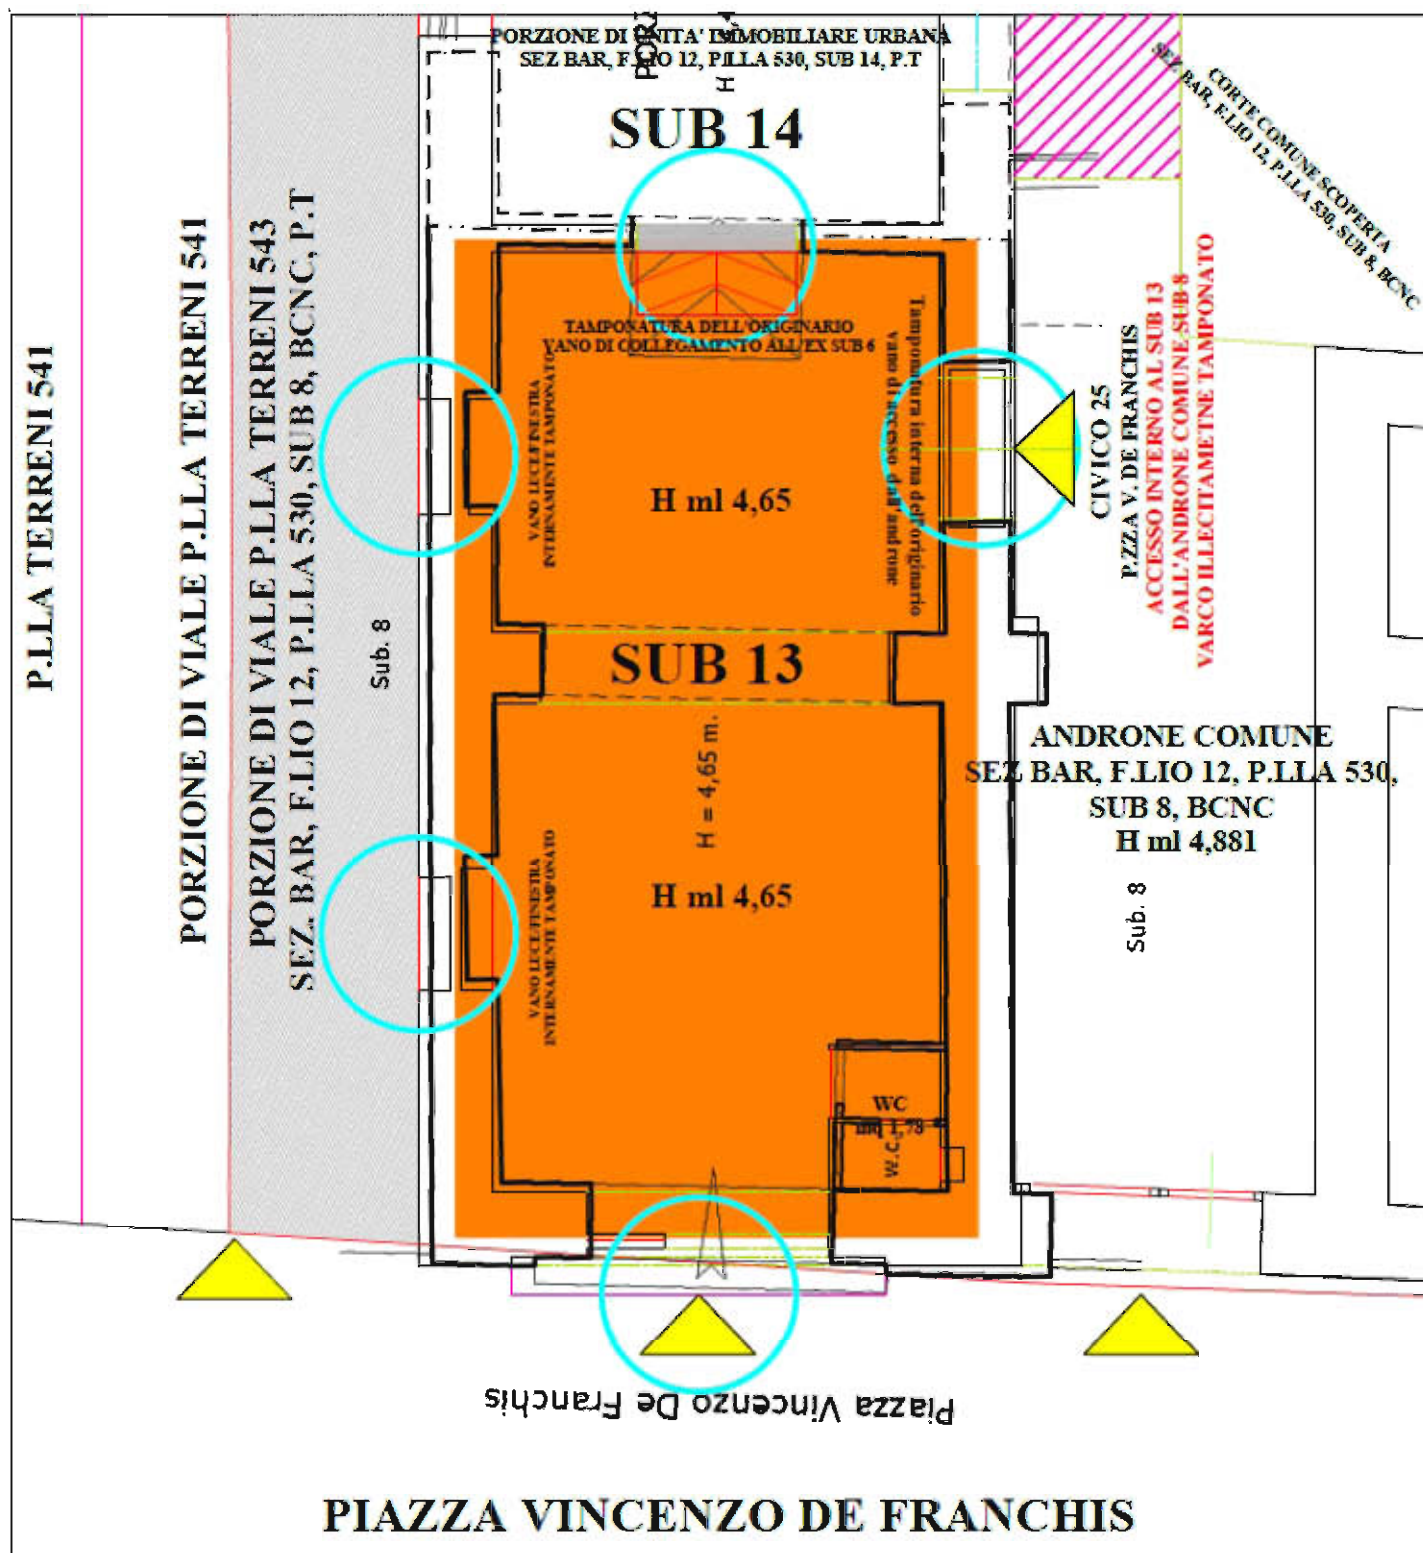 PORZIONE DI UNITA' IMMOBILIARE URBANA
SEZ BAR, F.LIO 12, P.LLA 530, SUB 14, P.T
PORZ
SUB 14
CORTE COMUNE SCOPERTA
SEZ BAR, F.LIO 12, P.LLA 530, SUB 8, BCNC
P.LLA TERRENI 541
PORZIONE DI VIALE P.LLA TERRENI 541
PORZIONE DI VIALE P.LLA TERRENI 543
SEZ. BAR, F.LIO 12, P.LLA 530, SUB 8, BCNC, P.T
Sub. 8
TAMPONATURA DELL'ORIGINARIO
VANO DI COLLEGAMENTO ALL'EX SUB 6
VANO LUCE/FINESTRA
INTERNAMENTE TAMPONATO
Tamponatura interna dell'originario
vano di accesso dall'androne
H ml 4,65
CIVICO 25
P.ZZA V. DE FRANCHIS
ACCESSO INTERNO AL SUB 13
DALL'ANDRONE COMUNE SUB 8
VARCO ILLECITAMETNE TAMPONATO
SUB 13
H = 4,65 m.
ANDRONE COMUNE
SEZ BAR, F.LIO 12, P.LLA 530,
SUB 8, BCNC
H ml 4,881
Sub. 8
VANO LUCE/FINESTRA
INTERNAMENTE TAMPONATO
H ml 4,65
WC
mq 1,78
W.C.
Piazza Vincenzo De Franchis
PIAZZA VINCENZO DE FRANCHIS